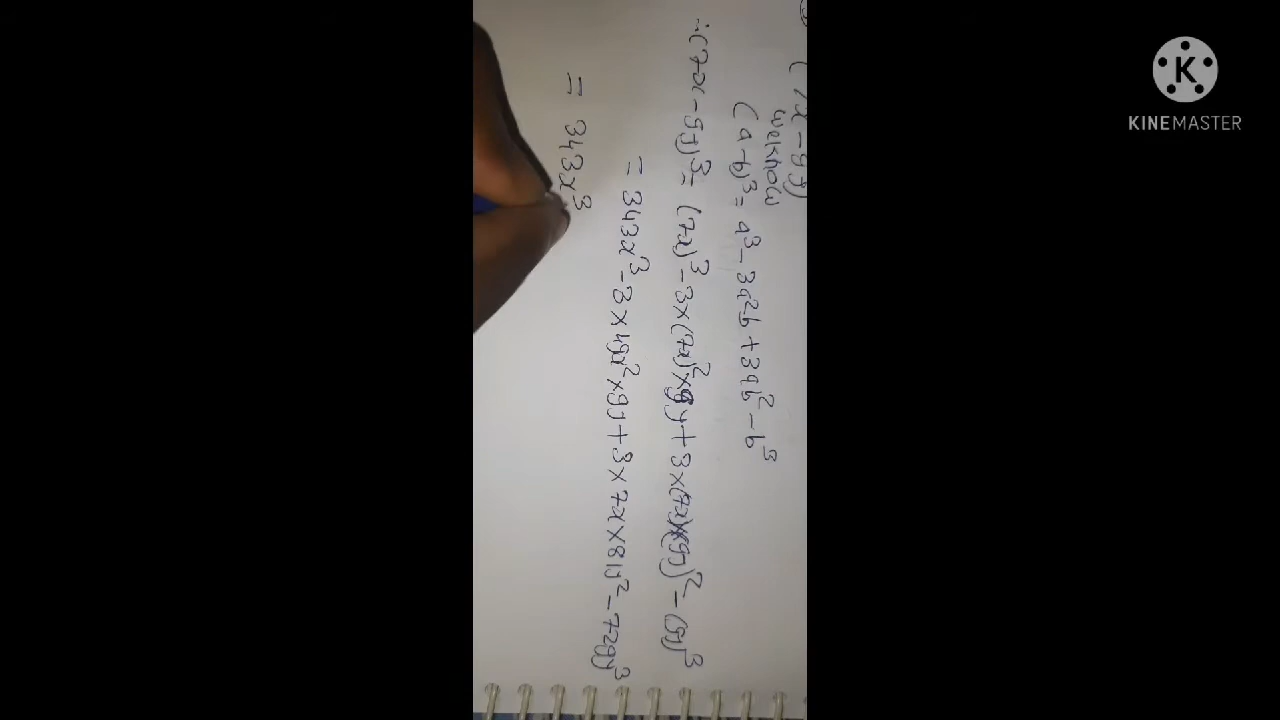 (7x - 9y)
we know
(a-b)³ = a³ - 3a²b + 3ab² - b³
∴ (7x - 9y)³ = (7x)³ - 3×(7x)²×9y + 3×(7x)×(9y)² - (9y)³
= 343x³ - 3×49x²×9y + 3×7x×81y² - 729y³
= 343x³
KINEMASTER